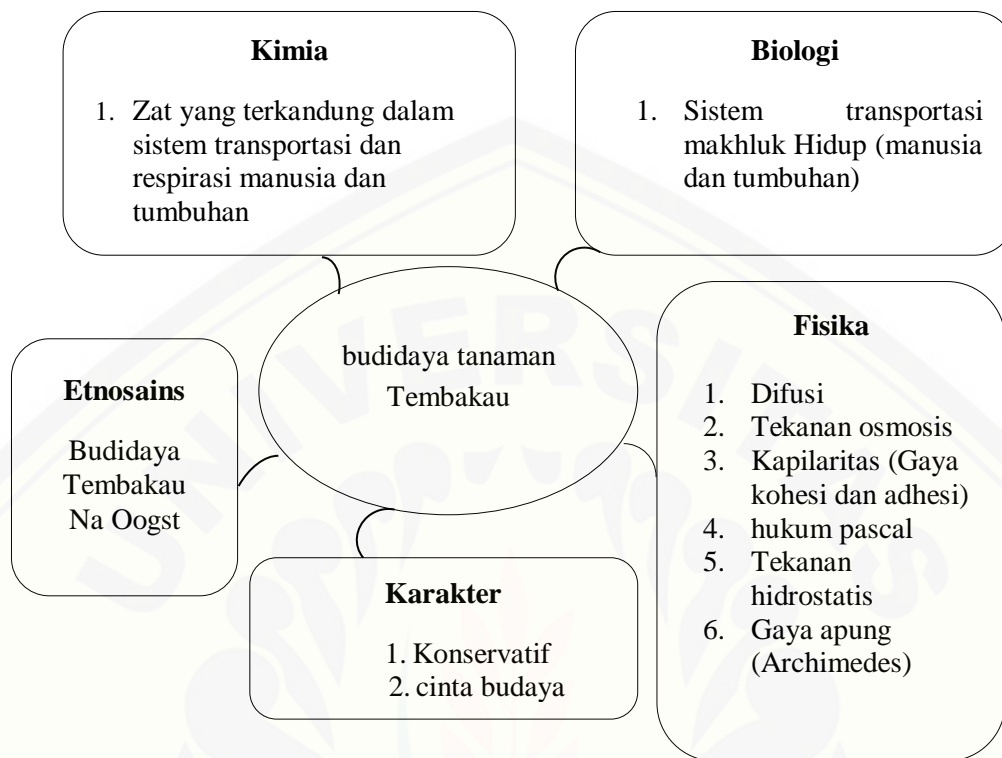 Kimia
1. Zat yang terkandung dalam
sistem transportasi dan
respirasi manusia dan
tumbuhan
Biologi
1. Sistem transportasi
makhluk Hidup (manusia
dan tumbuhan)
budidaya tanaman
Tembakau
Etnosains
Budidaya
Tembakau
Na Oogst
Fisika
1. Difusi
2. Tekanan osmosis
3. Kapilaritas (Gaya
kohesi dan adhesi)
4. hukum pascal
5. Tekanan
hidrostatis
6. Gaya apung
(Archimedes)
Karakter
1. Konservatif
2. cinta budaya
UNIVERSITAS